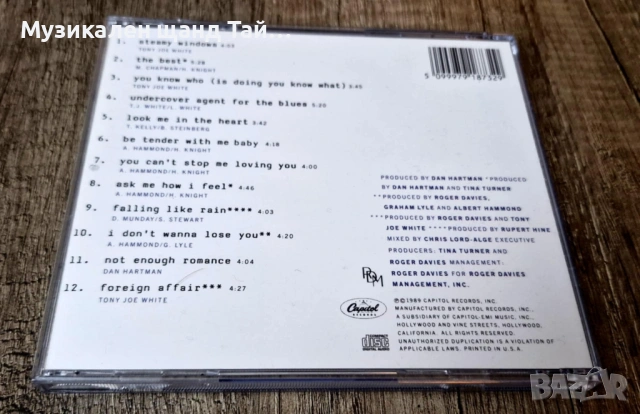 Музикален щанд Тай...
1. steamy windows 4:03
TONY JOE WHITE
2. the best* 5:28
M. CHAPMAN/H. KNIGHT
3. you know who (is doing you know what) 3:45
TONY JOE WHITE
4. undercover agent for the blues 5:20
T.J. WHITE/L. WHITE
5. look me in the heart 3:42
T. KELLY/B. STEINBERG
6. be tender with me baby 4:18
A. HAMMOND/H. KNIGHT
7. you can't stop me loving you 4:00
A. HAMMOND/H. KNIGHT
8. ask me how i feel* 4:46
A. HAMMOND/H. KNIGHT
9. falling like rain**** 4:03
D. MUNDAY/S. STEWART
10. i don't wanna lose you** 4:20
A. HAMMOND/G. LYLE
11. not enough romance 4:04
DAN HARTMAN
12. foreign affair*** 4:27
TONY JOE WHITE
5 099979 187329
PRODUCED BY DAN HARTMAN *PRODUCED
BY DAN HARTMAN AND TINA TURNER
**PRODUCED BY ROGER DAVIES,
GRAHAM LYLE AND ALBERT HAMMOND
***PRODUCED BY ROGER DAVIES AND TONY
JOE WHITE ****PRODUCED BY RUPERT HINE
MIXED BY CHRIS LORD-ALGE EXECUTIVE
PRODUCERS: TINA TURNER AND
ROGER DAVIES MANAGEMENT:
ROGER DAVIES FOR ROGER DAVIES
MANAGEMENT, INC.
RDM
Capitol
RECORDS
℗©1989 CAPITOL RECORDS, INC.
MANUFACTURED BY CAPITOL RECORDS, INC.,
A SUBSIDIARY OF CAPITOL-EMI MUSIC, INC.,
HOLLYWOOD AND VINE STREETS, HOLLYWOOD,
CALIFORNIA. ALL RIGHTS RESERVED.
UNAUTHORIZED DUPLICATION IS A VIOLATION OF
APPLICABLE LAWS. PRINTED IN U.S.A.
COMPACT
disc
DIGITAL AUDIO
BAZAR